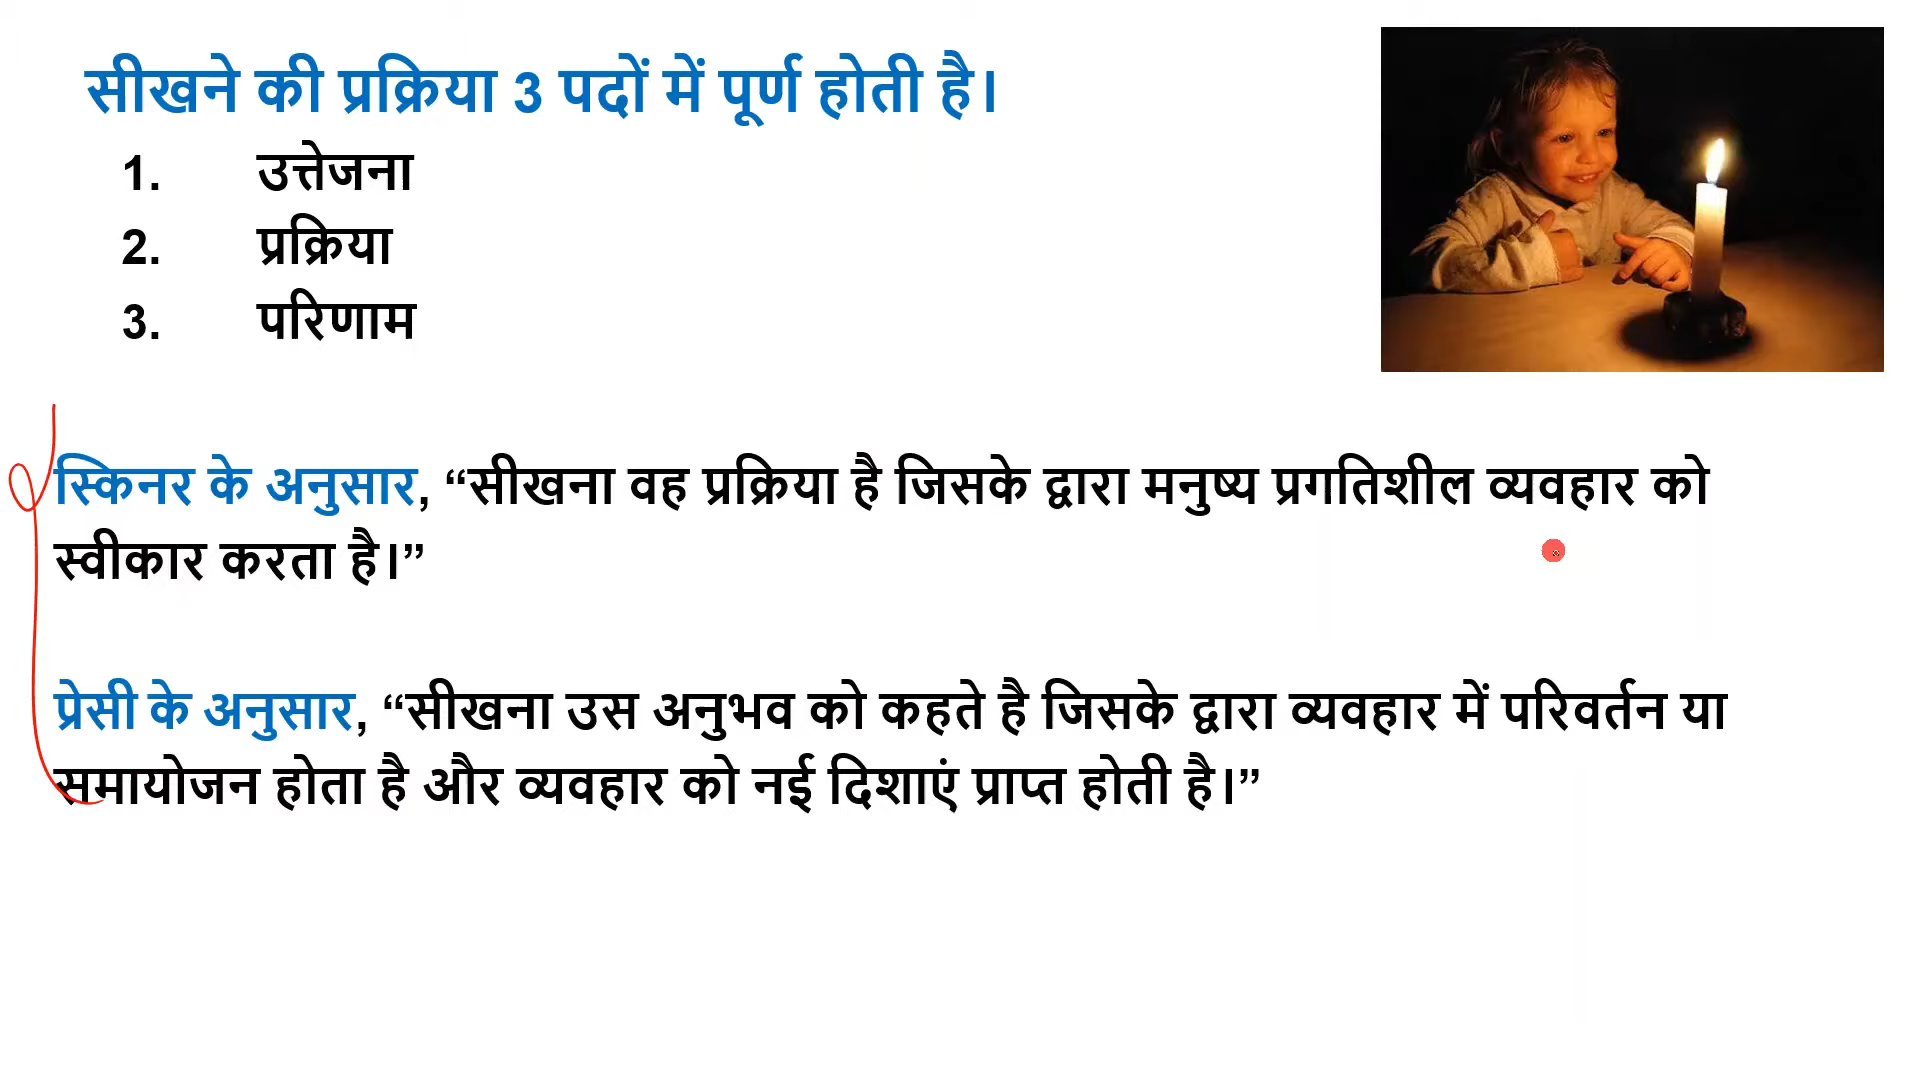 सीखने की प्रक्रिया 3 पदों में पूर्ण होती है।
1. उत्तेजना
2. प्रक्रिया
3. परिणाम
स्किनर के अनुसार, “सीखना वह प्रक्रिया है जिसके द्वारा मनुष्य प्रगतिशील व्यवहार को
स्वीकार करता है।”
प्रेसी के अनुसार, “सीखना उस अनुभव को कहते है जिसके द्वारा व्यवहार में परिवर्तन या
समायोजन होता है और व्यवहार को नई दिशाएं प्राप्त होती है।”